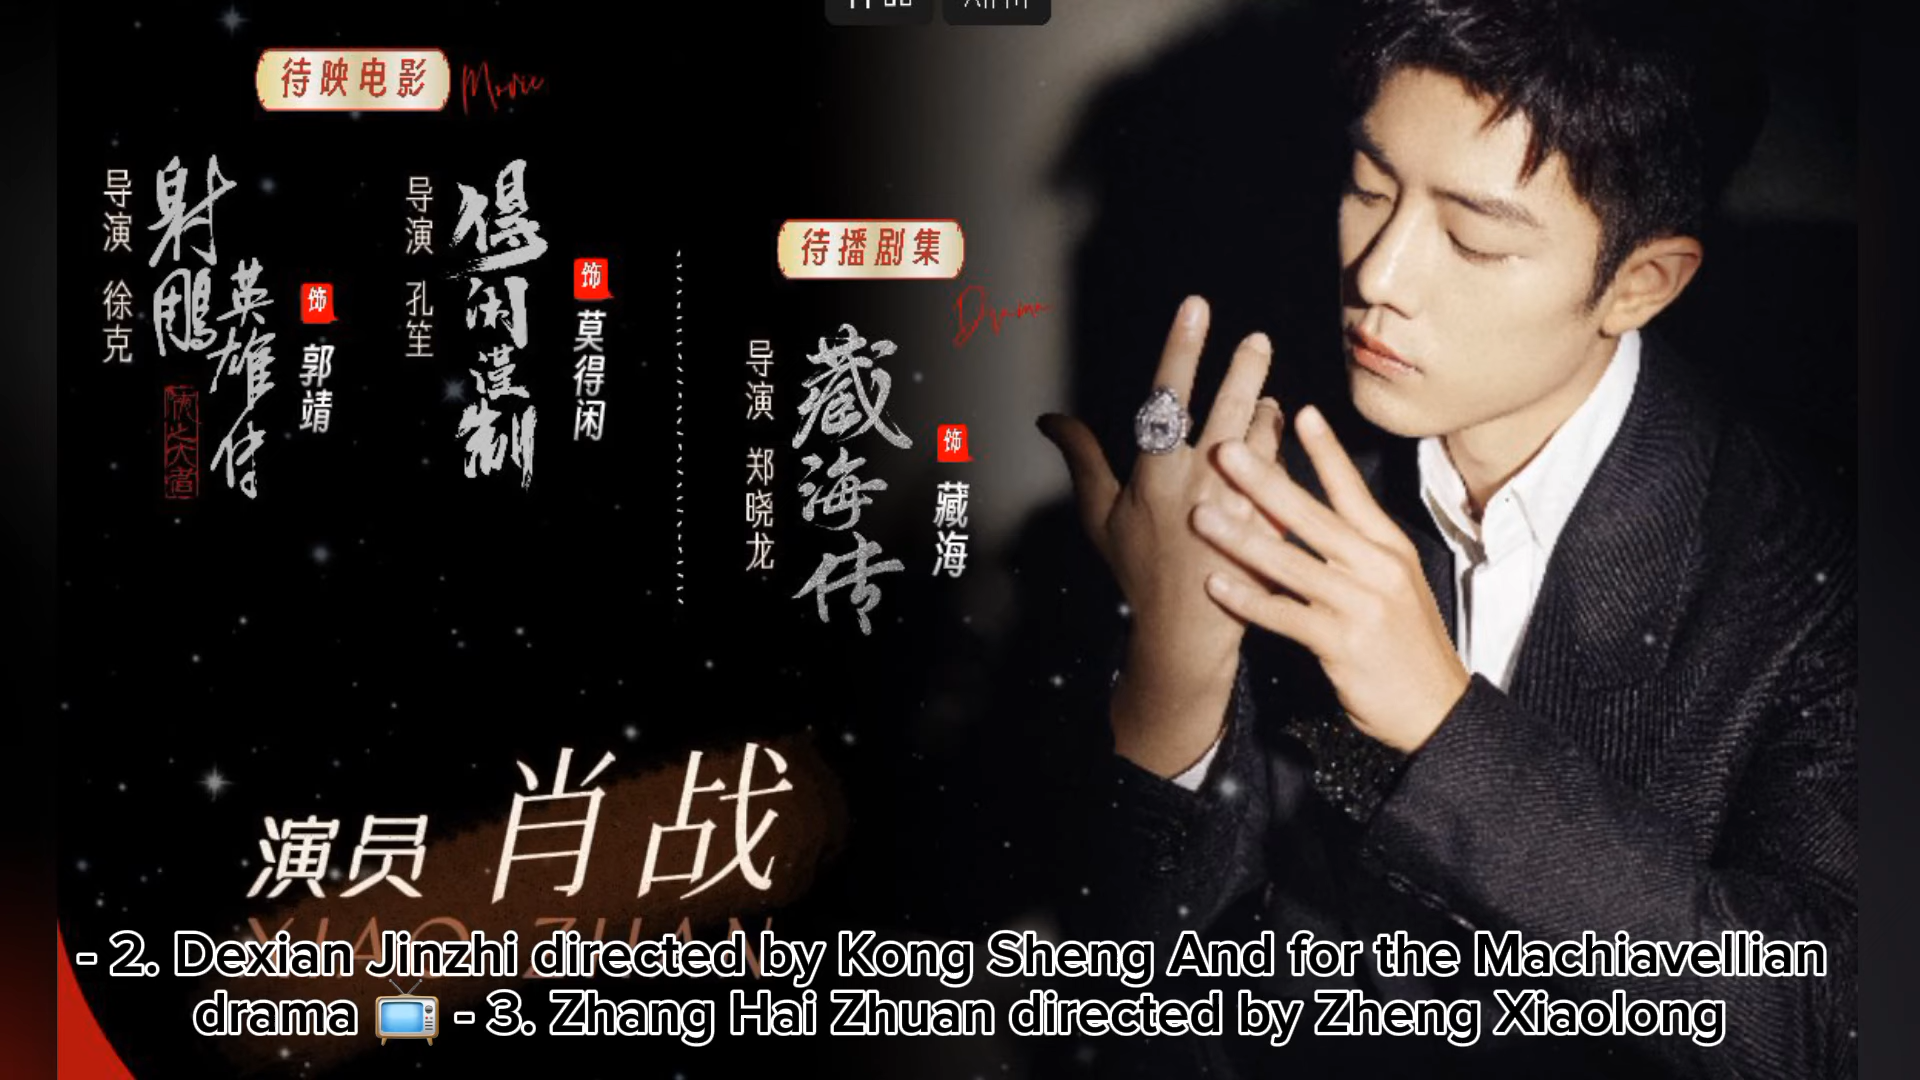 待映电影
Movie
导演 徐克
射雕
英雄传
侠之大者
饰
郭靖
导演 孔笙
得闲谨制
饰
莫得闲
待播剧集
Drama
导演 郑晓龙
藏海传
饰
藏海
演员 肖战
XIAO ZHAN
- 2. Dexian Jinzhi directed by Kong Sheng And for the Machiavellian
drama 📺 - 3. Zhang Hai Zhuan directed by Zheng Xiaolong